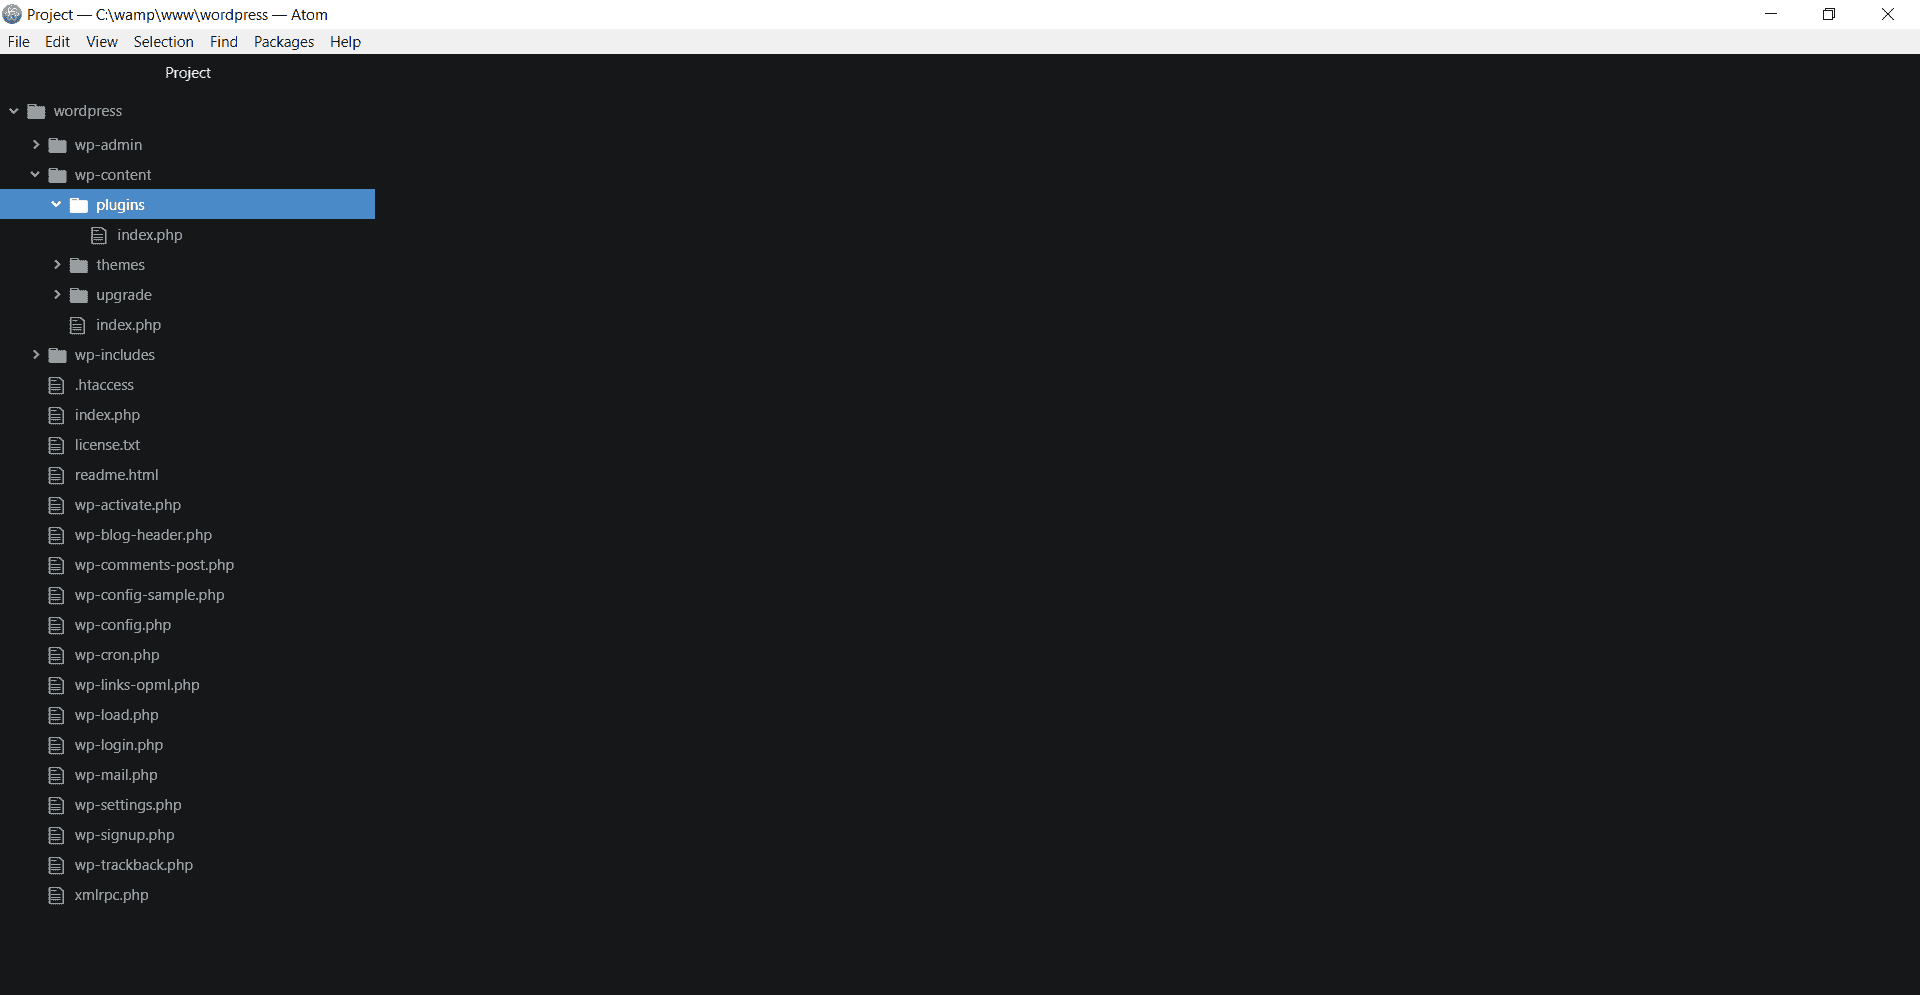 Project — C:\wamp\www\wordpress — Atom
File Edit View Selection Find Packages Help
Project
wordpress
wp-admin
wp-content
plugins
index.php
themes
upgrade
index.php
wp-includes
.htaccess
index.php
license.txt
readme.html
wp-activate.php
wp-blog-header.php
wp-comments-post.php
wp-config-sample.php
wp-config.php
wp-cron.php
wp-links-opml.php
wp-load.php
wp-login.php
wp-mail.php
wp-settings.php
wp-signup.php
wp-trackback.php
xmlrpc.php